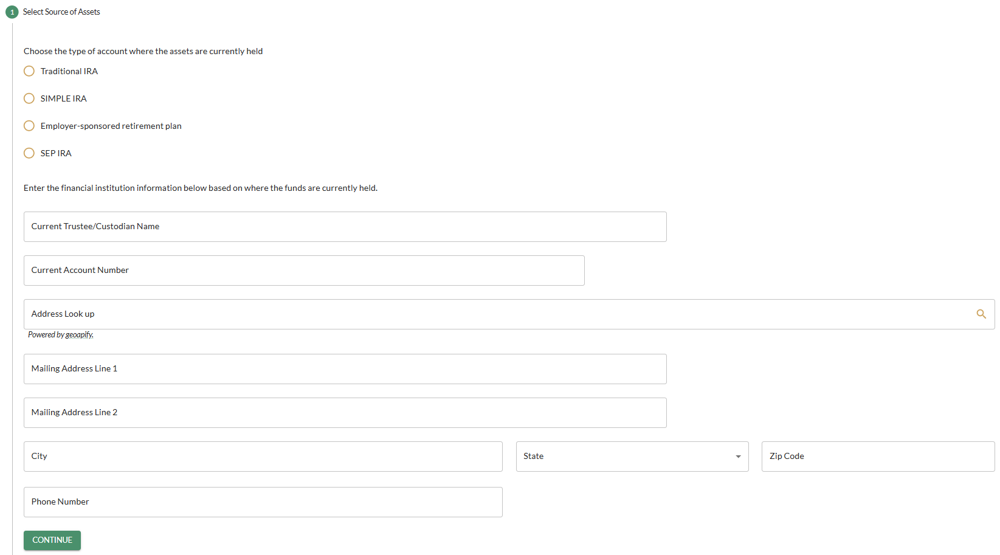 1 Select Source of Assets
Choose the type of account where the assets are currently held
Traditional IRA
SIMPLE IRA
Employer-sponsored retirement plan
SEP IRA
Enter the financial institution information below based on where the funds are currently held.
Current Trustee/Custodian Name
Current Account Number
Address Look up
Powered by geoapify.
Mailing Address Line 1
Mailing Address Line 2
City State Zip Code
Phone Number
CONTINUE